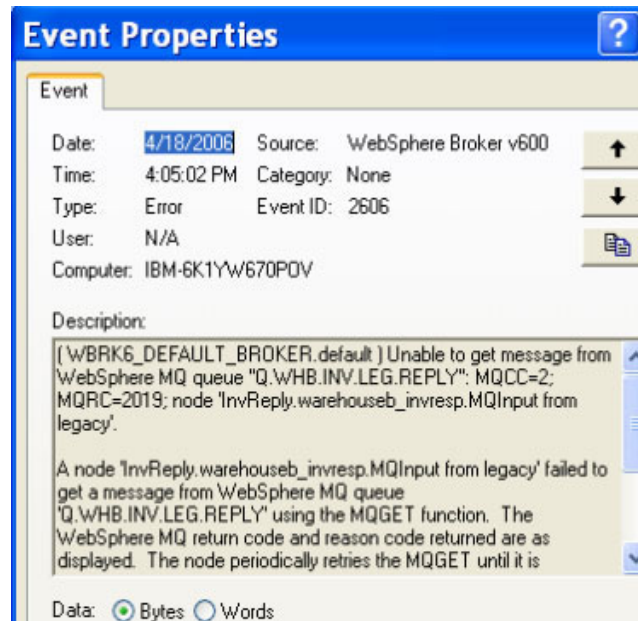 Event Properties
?
Event
Date: 4/18/2006 Source: WebSphere Broker v600
Time: 4:05:02 PM Category: None
Type: Error Event ID: 2606
User: N/A
Computer: IBM-6K1YW670POV
Description:
( WBRK6_DEFAULT_BROKER.default ) Unable to get message from
WebSphere MQ queue "Q.WHB.INV.LEG.REPLY": MQCC=2;
MQRC=2019; node 'InvReply.warehouseb_invresp.MQInput from
legacy'.
A node 'InvReply.warehouseb_invresp.MQInput from legacy' failed to
get a message from WebSphere MQ queue
'Q.WHB.INV.LEG.REPLY' using the MQGET function.  The
WebSphere MQ return code and reason code returned are as
displayed.  The node periodically retries the MQGET until it is
Data: Bytes Words